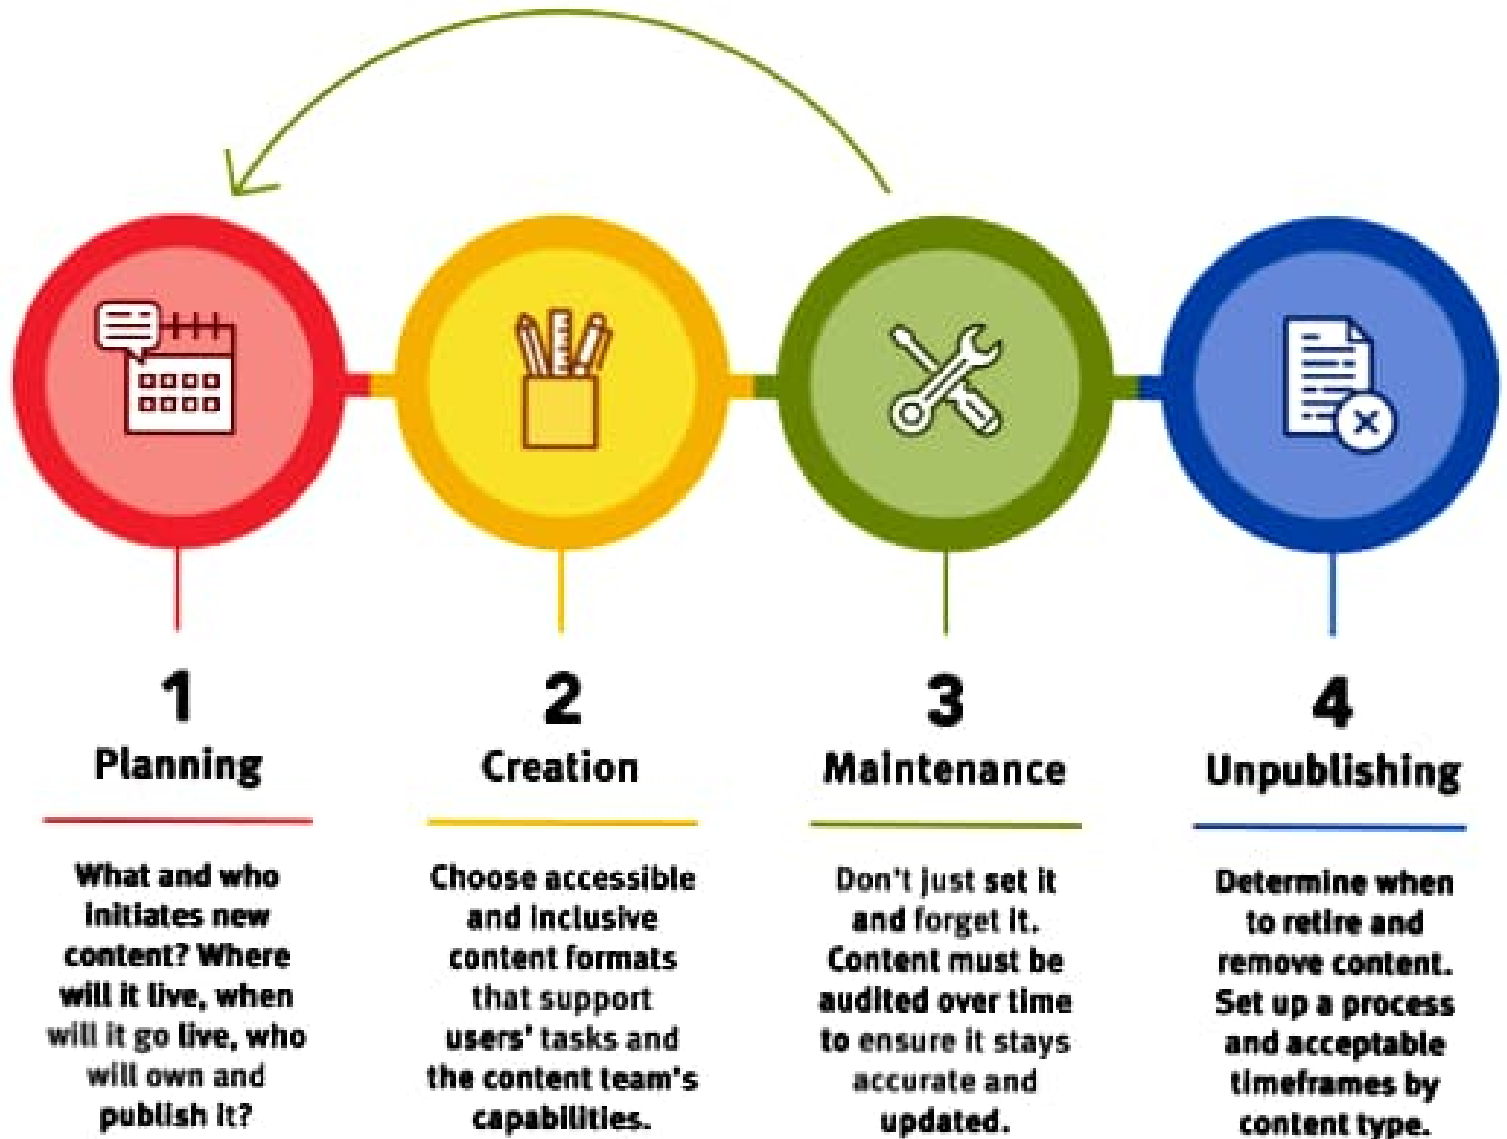 1
Planning
What and who
initiates new
content? Where
will it live, when
will it go live, who
will own and
publish it?
2
Creation
Choose accessible
and inclusive
content formats
that support
users' tasks and
the content team's
capabilities.
3
Maintenance
Don't just set it
and forget it.
Content must be
audited over time
to ensure it stays
accurate and
updated.
4
Unpublishing
Determine when
to retire and
remove content.
Set up a process
and acceptable
timeframes by
content type.